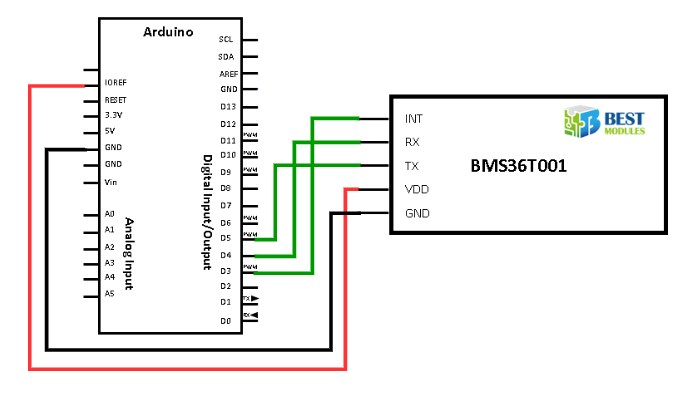 Arduino
IOREF
RESET
3.3V
5V
GND
GND
Vin
A0
A1
A2
A3
A4
A5
Analog Input
SCL
SDA
AREF
GND
D13
D12
PWM
D11
PWM
D10
PWM
D9
D8
D7
PWM
D6
PWM
D5
D4
PWM
D3
D2
TX
D1
RX
D0
Digital Input/Output
INT
RX
TX
VDD
GND
BEST
MODULES
BMS36T001